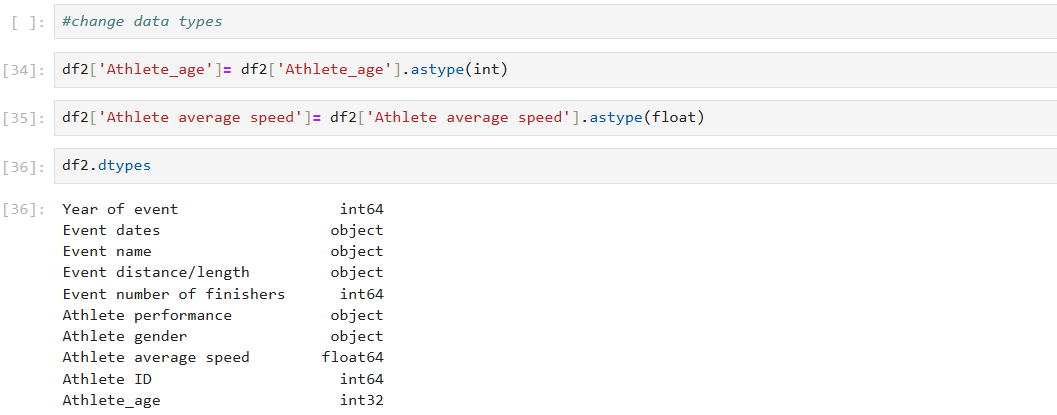 [ ]: #change data types
[34]: df2['Athlete_age']= df2['Athlete_age'].astype(int)
[35]: df2['Athlete average speed']= df2['Athlete average speed'].astype(float)
[36]: df2.dtypes
[36]: Year of event int64
Event dates object
Event name object
Event distance/length object
Event number of finishers int64
Athlete performance object
Athlete gender object
Athlete average speed float64
Athlete ID int64
Athlete_age int32